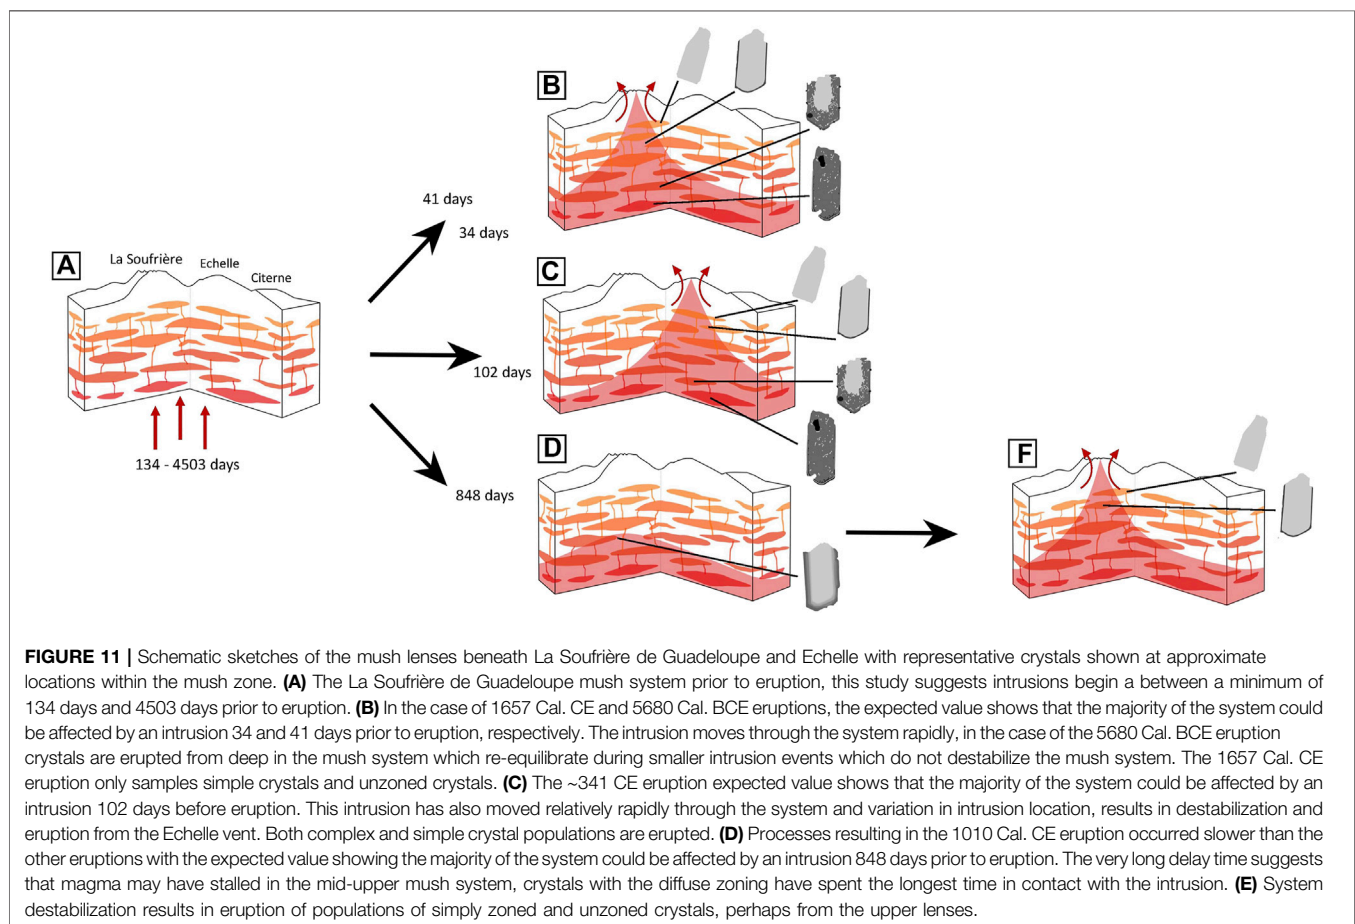 B
41 days
34 days
A
La Soufrière
Echelle
Citerne
134 - 4503 days
C
102 days
D
848 days
F
FIGURE 11 | Schematic sketches of the mush lenses beneath La Soufrière de Guadeloupe and Echelle with representative crystals shown at approximate
locations within the mush zone. (A) The La Soufrière de Guadeloupe mush system prior to eruption, this study suggests intrusions begin a between a minimum of
134 days and 4503 days prior to eruption. (B) In the case of 1657 Cal. CE and 5680 Cal. BCE eruptions, the expected value shows that the majority of the system could
be affected by an intrusion 34 and 41 days prior to eruption, respectively. The intrusion moves through the system rapidly, in the case of the 5680 Cal. BCE eruption
crystals are erupted from deep in the mush system which re-equilibrate during smaller intrusion events which do not destabilize the mush system. The 1657 Cal. CE
eruption only samples simple crystals and unzoned crystals. (C) The ~341 CE eruption expected value shows that the majority of the system could be affected by an
intrusion 102 days before eruption. This intrusion has also moved relatively rapidly through the system and variation in intrusion location, results in destabilization and
eruption from the Echelle vent. Both complex and simple crystal populations are erupted. (D) Processes resulting in the 1010 Cal. CE eruption occurred slower than the
other eruptions with the expected value showing the majority of the system could be affected by an intrusion 848 days prior to eruption. The very long delay time suggests
that magma may have stalled in the mid-upper mush system, crystals with the diffuse zoning have spent the longest time in contact with the intrusion. (E) System
destabilization results in eruption of populations of simply zoned and unzoned crystals, perhaps from the upper lenses.